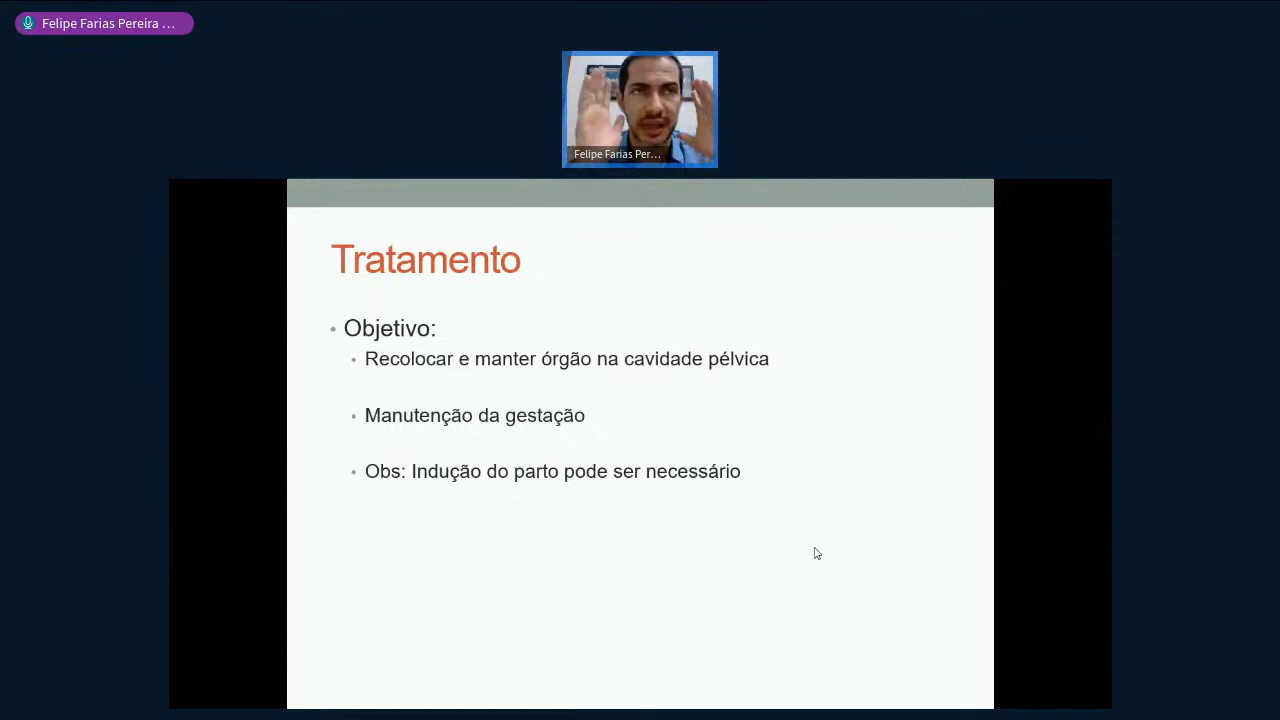 Felipe Farias Pereira ...
Felipe Farias Per...
Tratamento
• Objetivo:
• Recolocar e manter órgão na cavidade pélvica
• Manutenção da gestação
• Obs: Indução do parto pode ser necessário